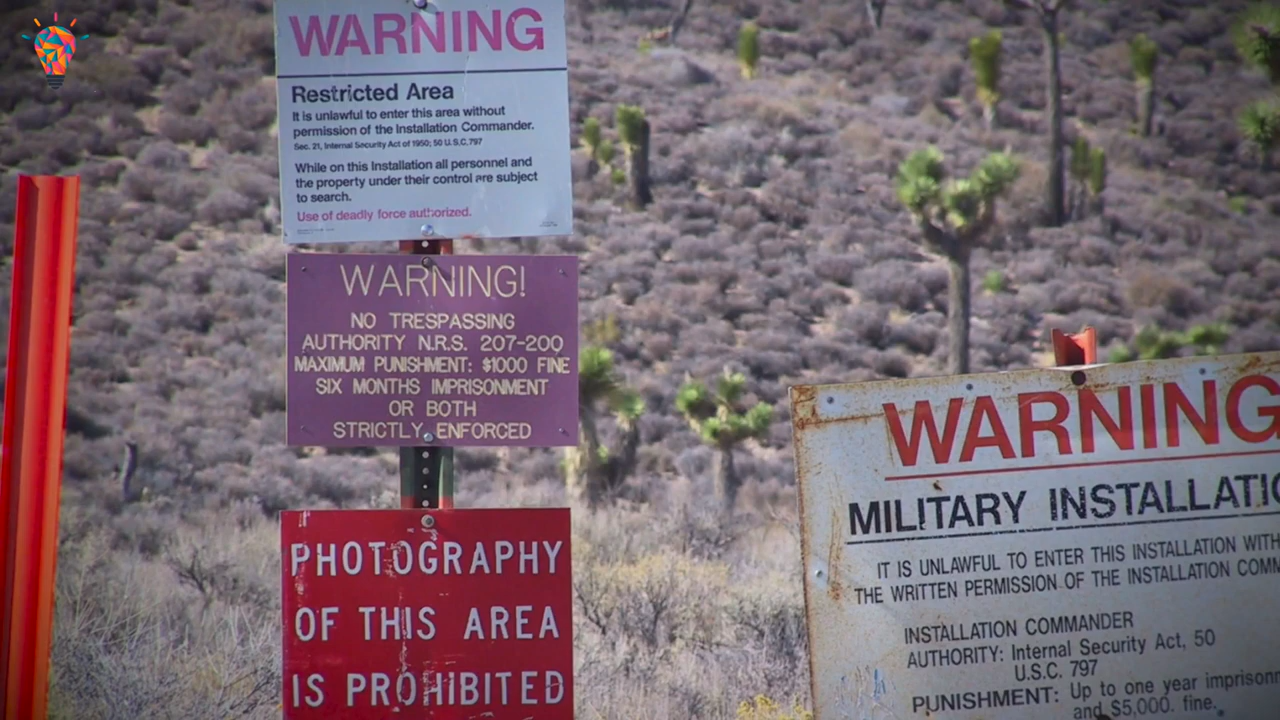 WARNING
Restricted Area
It is unlawful to enter this area without
permission of the Installation Commander.
Sec. 21, Internal Security Act of 1950; 50 U.S.C. 797
While on this Installation all personnel and
the property under their control are subject
to search.
Use of deadly force authorized.
WARNING!
NO TRESPASSING
AUTHORITY N.R.S. 207-200
MAXIMUM PUNISHMENT: $1000 FINE
SIX MONTHS IMPRISONMENT
OR BOTH
STRICTLY ENFORCED
PHOTOGRAPHY
OF THIS AREA
IS PROHIBITED
WARNING
MILITARY INSTALLATIO
IT IS UNLAWFUL TO ENTER THIS INSTALLATION WITH
THE WRITTEN PERMISSION OF THE INSTALLATION COMM
INSTALLATION COMMANDER
AUTHORITY: Internal Security Act, 50
U.S.C. 797
PUNISHMENT: Up to one year imprisonm
and $5,000. fine.